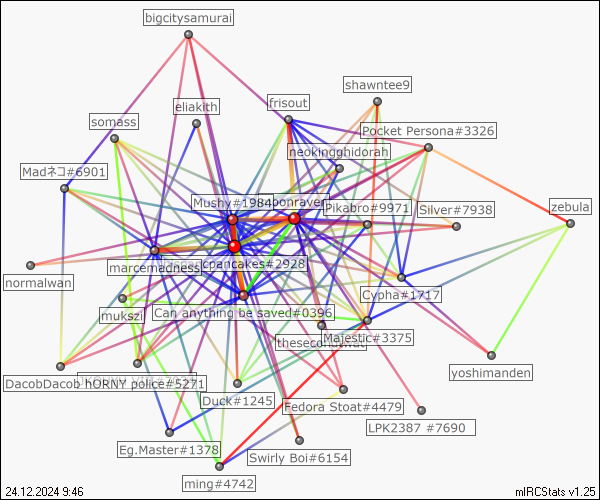 bigcitysamurai
shawntee9
eliakith
frisout
somass
Pocket Persona#3326
neokingghidorah
Madネコ#6901
Mushy#1984
Pikabro#9971
Silver#7938
zebula
marcemadness
cpancakes#2928
normalwan
Cypha#1717
mukszi
Can anything be saved#0396
Majestic#3375
yoshimanden
DacobDacob hORNY police#5271
Duck#1245
Fedora Stoat#4479
LPK2387 #7690
Eg.Master#1378
Swirly Boi#6154
ming#4742
24.12.2024 9:46
mIRCStats v1.25